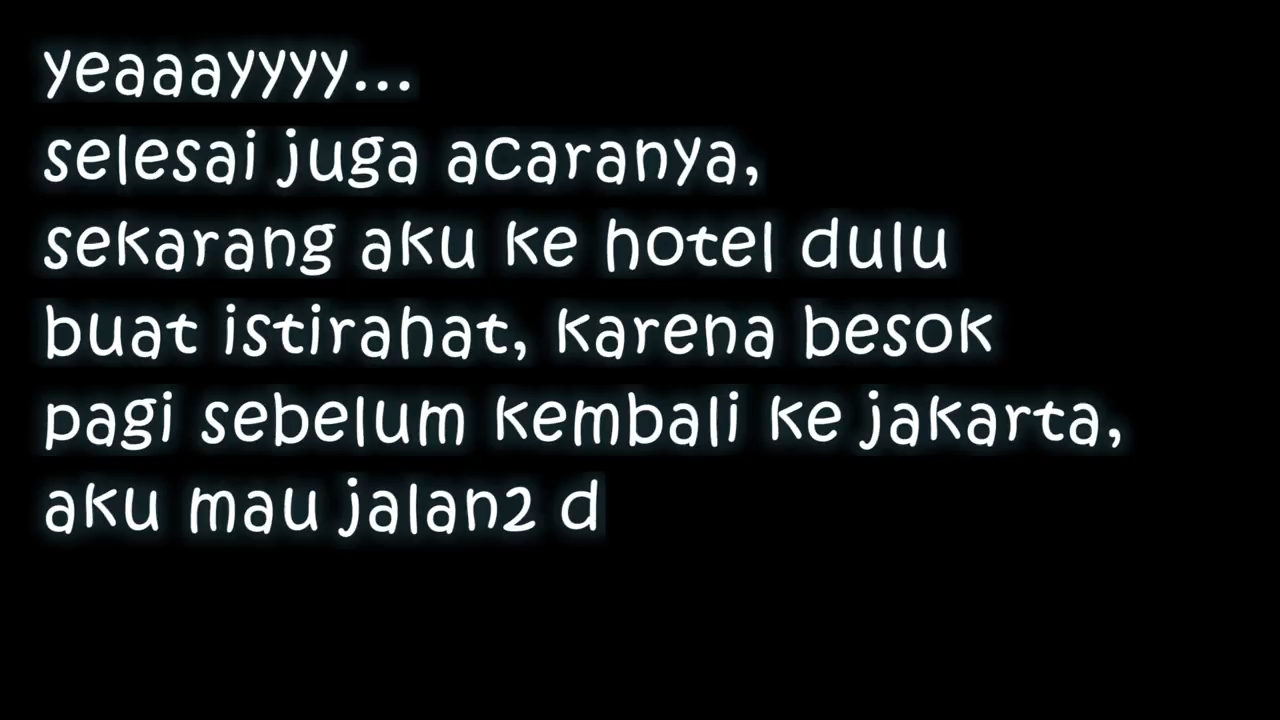 yeaaayyyy...
selesai juga acaranya,
sekarang aku ke hotel dulu
buat istirahat, karena besok
pagi sebelum kembali ke jakarta,
aku mau jalan2 d